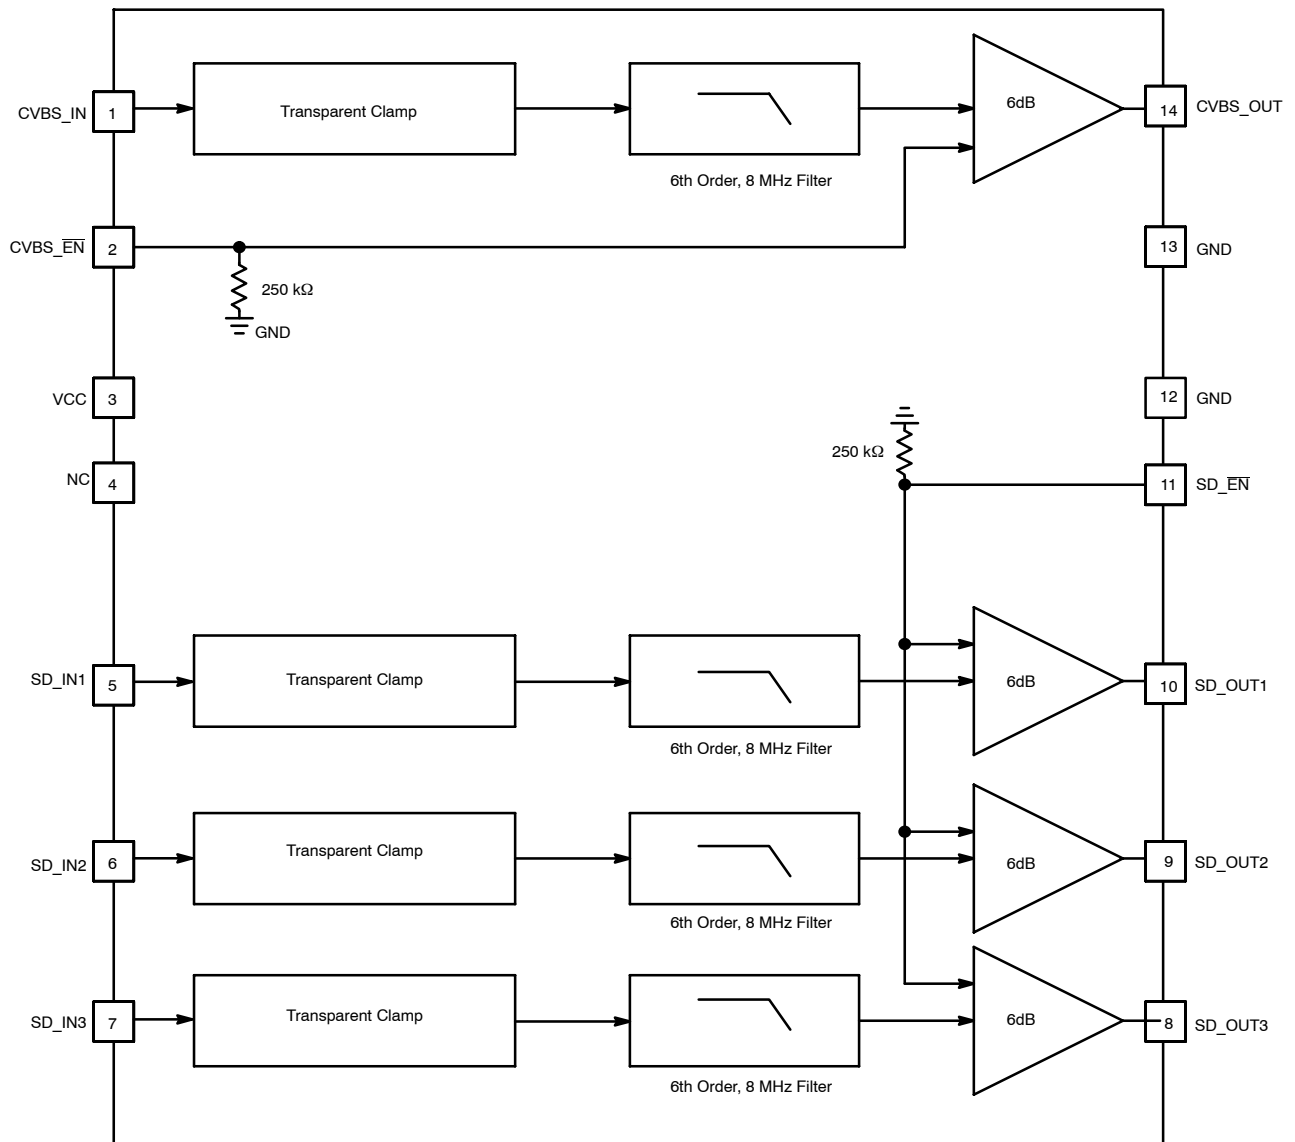 CVBS_IN
1
Transparent Clamp
6th Order, 8 MHz Filter
6dB
14
CVBS_OUT
CVBS_E̅N̅
2
250 kΩ
GND
13
GND
VCC
3
12
GND
NC
4
250 kΩ
11
SD_E̅N̅
SD_IN1
5
Transparent Clamp
6th Order, 8 MHz Filter
6dB
10
SD_OUT1
SD_IN2
6
Transparent Clamp
6th Order, 8 MHz Filter
6dB
9
SD_OUT2
SD_IN3
7
Transparent Clamp
6th Order, 8 MHz Filter
6dB
8
SD_OUT3